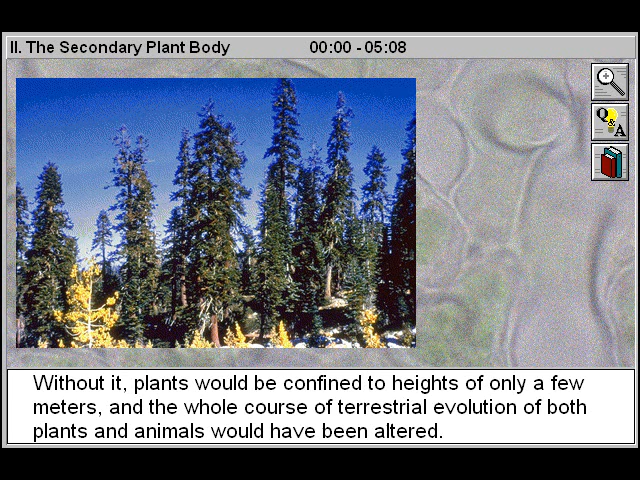 II. The Secondary Plant Body 00:00 - 05:08
Q&A
Without it, plants would be confined to heights of only a few
meters, and the whole course of terrestrial evolution of both
plants and animals would have been altered.